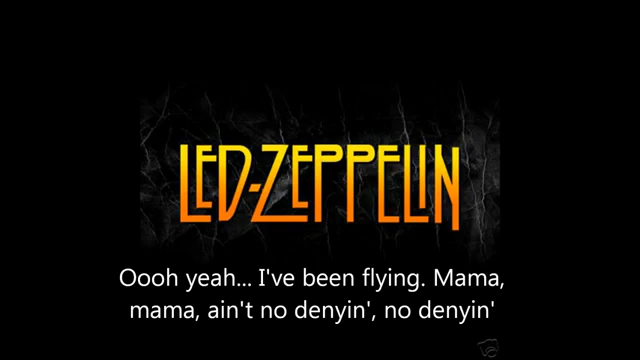 LED-ZEPPELIN
Oooh yeah... I've been flying. Mama,
mama, ain't no denyin', no denyin'